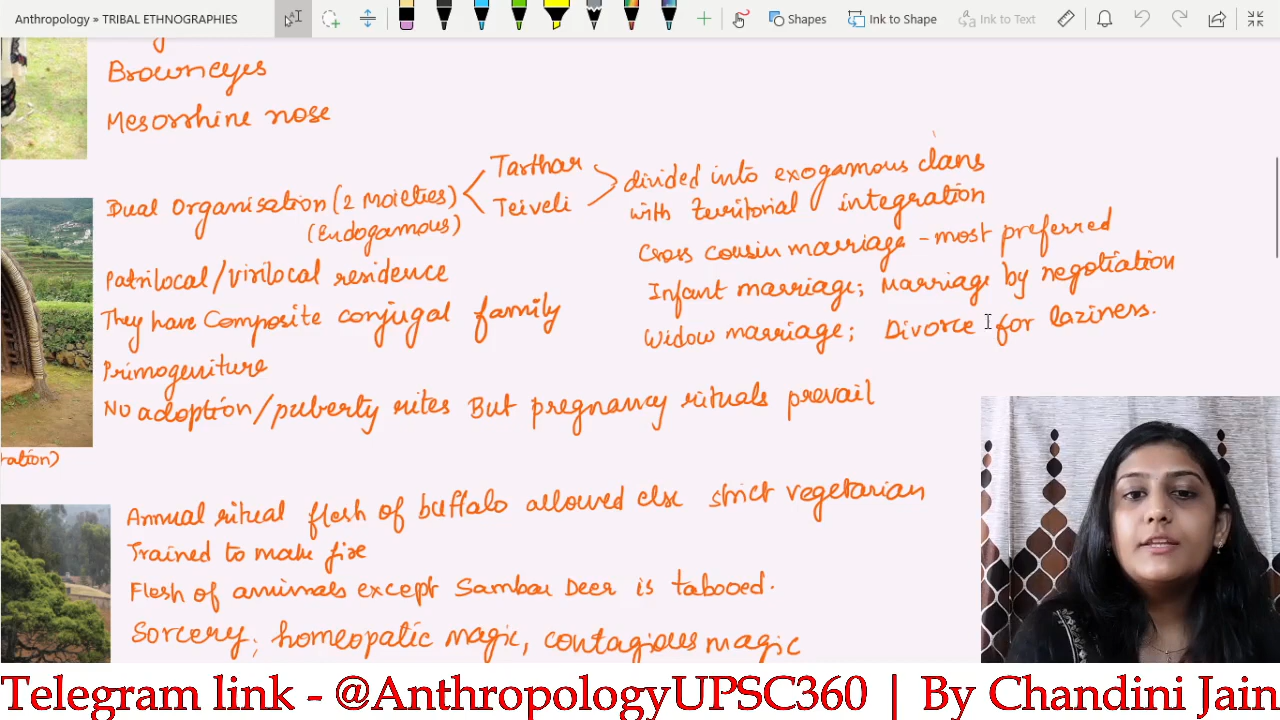 Anthropology » TRIBAL ETHNOGRAPHIES
Shapes
Ink to Shape
Ink to Text
Brown eyes
Mesorrhine nose
Dual Organisation (2 Moieties)
(Endogamous)
Tarthar
Teiveli
divided into exogamous clans
with territorial integration
Cross cousin marriage - most preferred
Infant marriage; Marriage by negotiation
Widow marriage; Divorce for laziness.
Patrilocal/virilocal residence
They have Composite conjugal family
Primogeniture
No adoption/puberty rites But pregnancy rituals prevail
ration)
Annual ritual flesh of buffalo allowed else strict vegetarian
Trained to make fire
Flesh of animals except Sambar Deer is tabooed.
Sorcery; homeopatic magic, contagious magic
Telegram link - @AnthropologyUPSC360 | By Chandini Jain